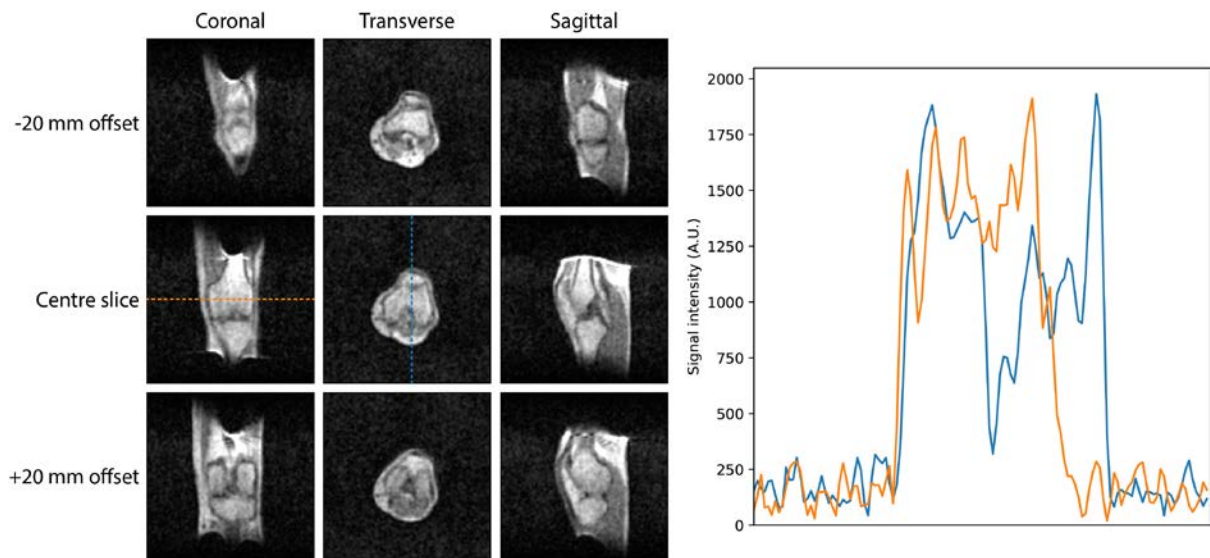 Coronal Transverse Sagittal
-20 mm offset
Centre slice
+20 mm offset
Signal intensity (A.U.)
2000
1750
1500
1250
1000
750
500
250
0